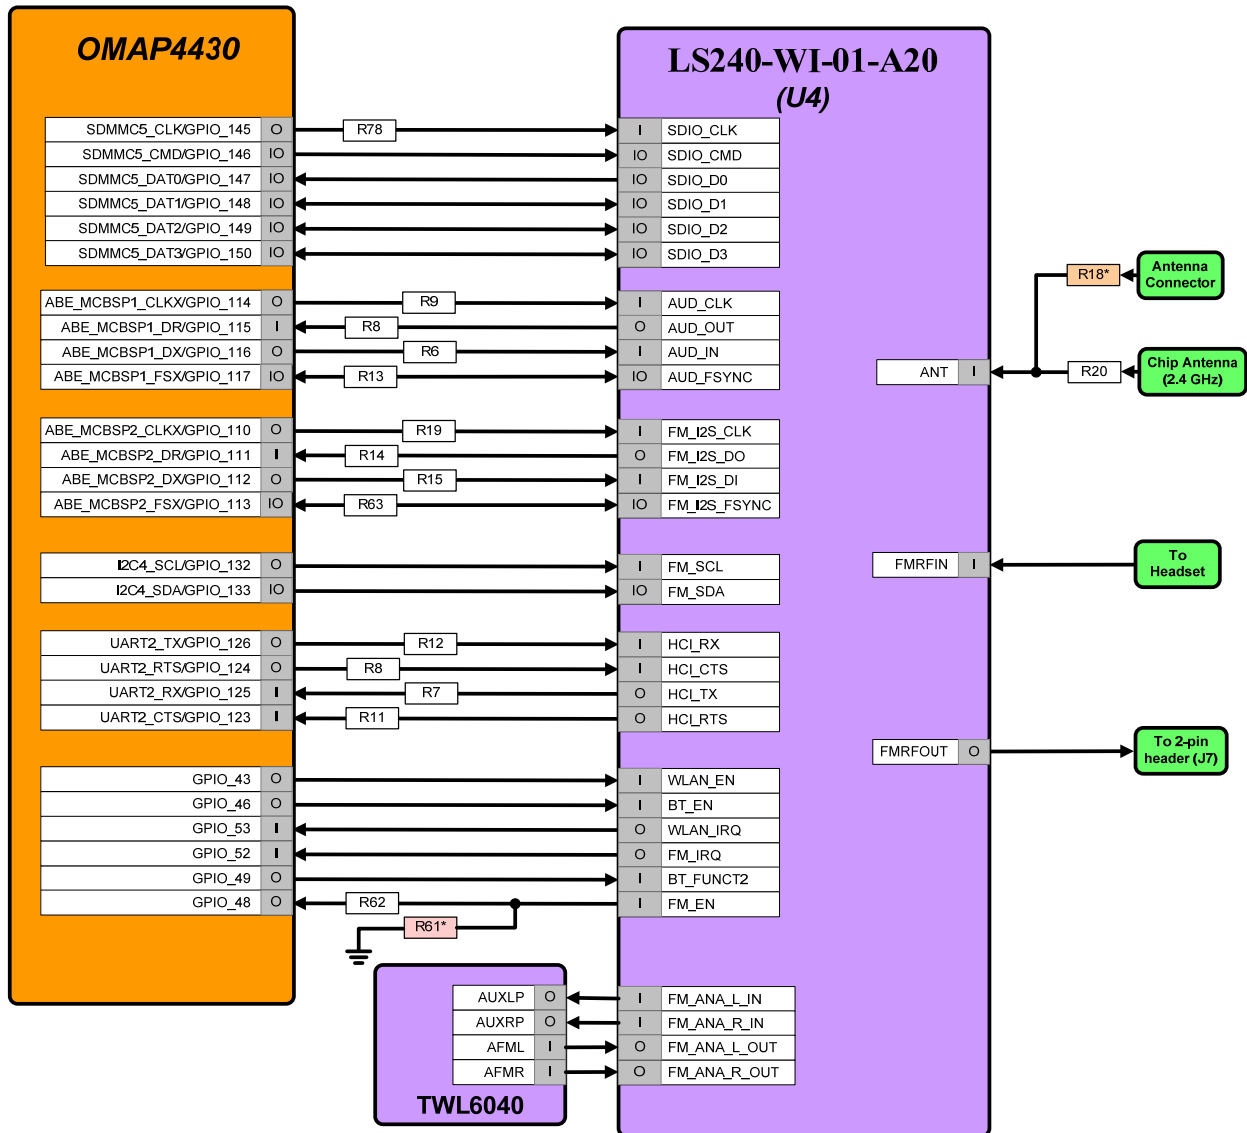 OMAP4430
LS240-WI-01-A20
(U4)
SDMMC5_CLK/GPIO_145 O R78 I SDIO_CLK
SDMMC5_CMD/GPIO_146 IO IO SDIO_CMD
SDMMC5_DAT0/GPIO_147 IO IO SDIO_D0
SDMMC5_DAT1/GPIO_148 IO IO SDIO_D1
SDMMC5_DAT2/GPIO_149 IO IO SDIO_D2
SDMMC5_DAT3/GPIO_150 IO IO SDIO_D3
R18* Antenna
Connector
ABE_MCBSP1_CLKX/GPIO_114 O R9 I AUD_CLK
ABE_MCBSP1_DR/GPIO_115 I R8 O AUD_OUT
ABE_MCBSP1_DX/GPIO_116 O R6 I AUD_IN
ABE_MCBSP1_FSX/GPIO_117 IO R13 IO AUD_FSYNC
ANT I R20 Chip Antenna
(2.4 GHz)
ABE_MCBSP2_CLKX/GPIO_110 O R19 I FM_I2S_CLK
ABE_MCBSP2_DR/GPIO_111 I R14 O FM_I2S_DO
ABE_MCBSP2_DX/GPIO_112 O R15 I FM_I2S_DI
ABE_MCBSP2_FSX/GPIO_113 IO R63 IO FM_I2S_FSYNC
I2C4_SCL/GPIO_132 O I FM_SCL
I2C4_SDA/GPIO_133 IO IO FM_SDA
FMRFIN I To
Headset
UART2_TX/GPIO_126 O R12 I HCI_RX
UART2_RTS/GPIO_124 O R8 I HCI_CTS
UART2_RX/GPIO_125 I R7 O HCI_TX
UART2_CTS/GPIO_123 I R11 O HCI_RTS
FMRFOUT O To 2-pin
header (J7)
GPIO_43 O I WLAN_EN
GPIO_46 O I BT_EN
GPIO_53 I O WLAN_IRQ
GPIO_52 I O FM_IRQ
GPIO_49 O I BT_FUNCT2
GPIO_48 O R62 I FM_EN
R61*
AUXLP O I FM_ANA_L_IN
AUXRP O I FM_ANA_R_IN
AFML I O FM_ANA_L_OUT
AFMR I O FM_ANA_R_OUT
TWL6040